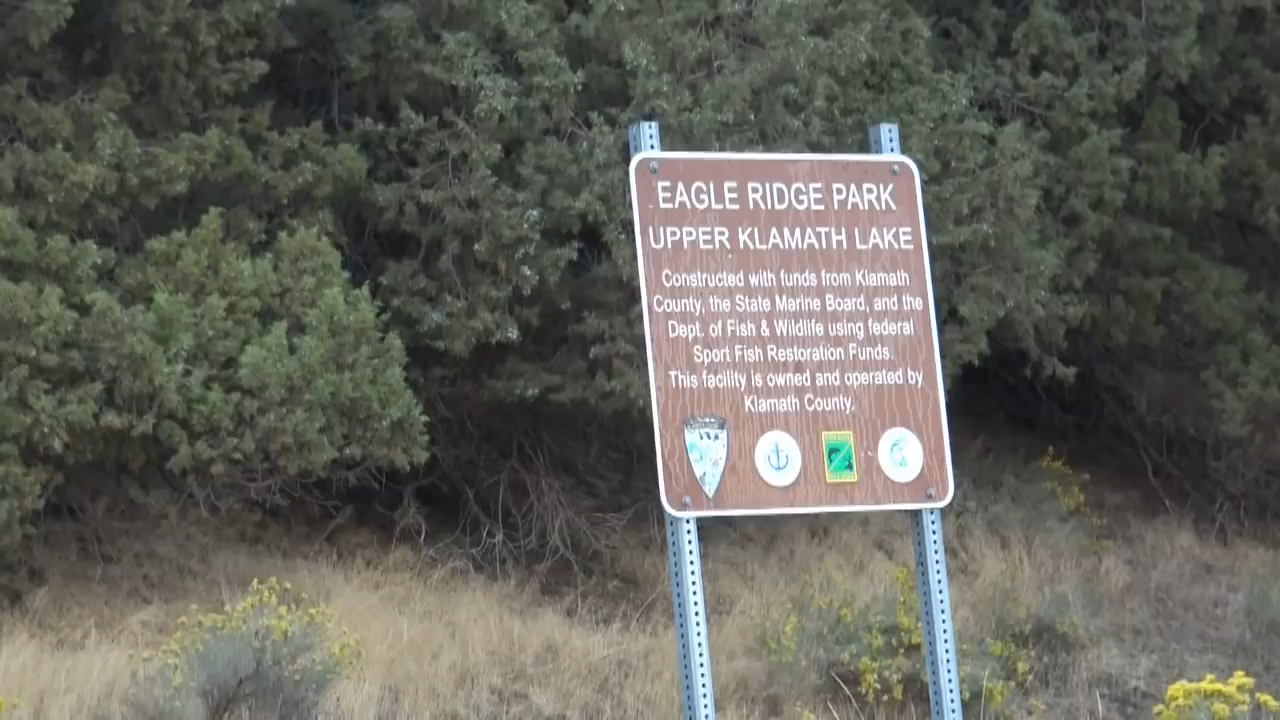 EAGLE RIDGE PARK
UPPER KLAMATH LAKE
Constructed with funds from Klamath
County, the State Marine Board, and the
Dept. of Fish & Wildlife using federal
Sport Fish Restoration Funds.
This facility is owned and operated by
Klamath County.